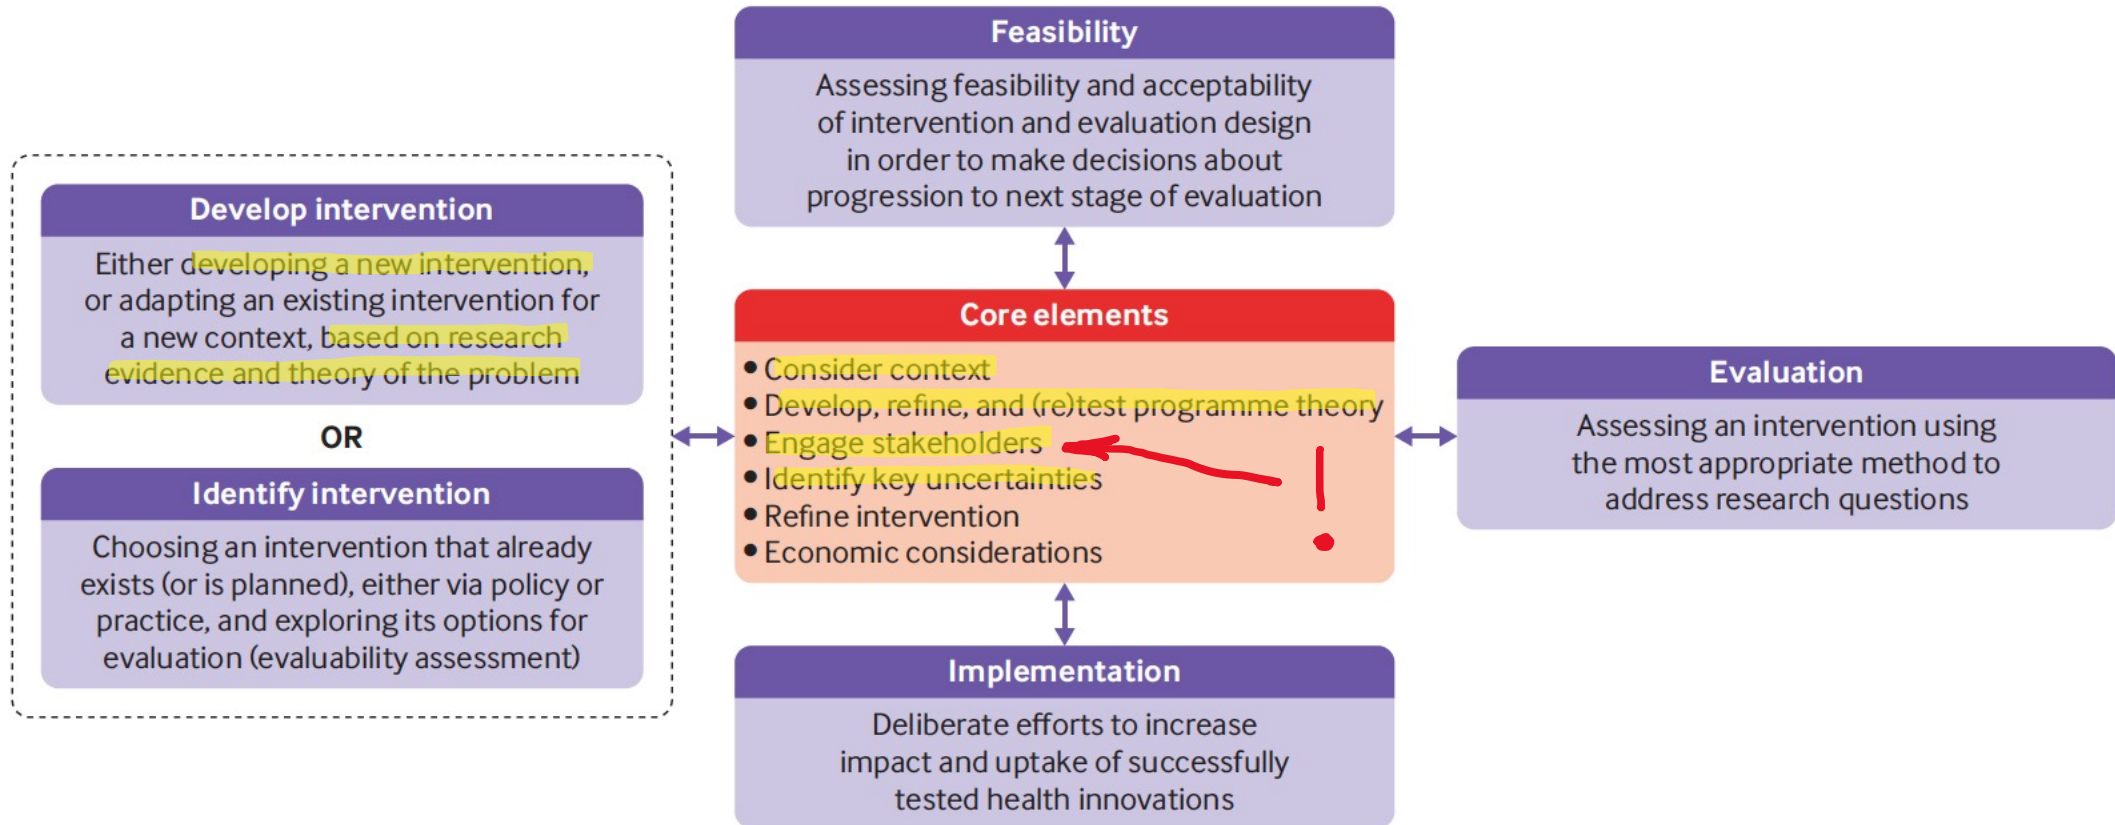 Feasibility
Assessing feasibility and acceptability
of intervention and evaluation design
in order to make decisions about
progression to next stage of evaluation
Develop intervention
Either developing a new intervention,
or adapting an existing intervention for
a new context, based on research
evidence and theory of the problem
OR
Identify intervention
Choosing an intervention that already
exists (or is planned), either via policy or
practice, and exploring its options for
evaluation (evaluability assessment)
Core elements
• Consider context
• Develop, refine, and (re)test programme theory
• Engage stakeholders
• Identify key uncertainties
• Refine intervention
• Economic considerations
!
Evaluation
Assessing an intervention using
the most appropriate method to
address research questions
Implementation
Deliberate efforts to increase
impact and uptake of successfully
tested health innovations